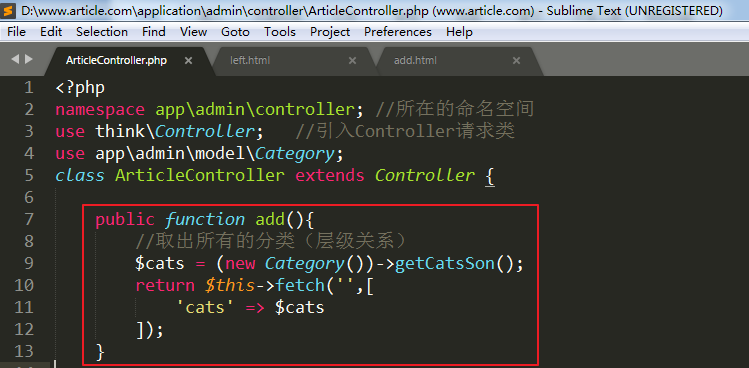 D:\www.article.com\application\admin\controller\ArticleController.php (www.article.com) - Sublime Text (UNREGISTERED)
File Edit Selection Find View Goto Tools Project Preferences Help
ArticleController.php left.html add.html
1 <?php
2 namespace app\admin\controller; //所在的命名空间
3 use think\Controller; //引入Controller请求类
4 use app\admin\model\Category;
5 class ArticleController extends Controller {
6
7 public function add(){
8 //取出所有的分类（层级关系）
9 $cats = (new Category())->getCatsSon();
10 return $this->fetch('',[
11 'cats' => $cats
12 ]);
13 }